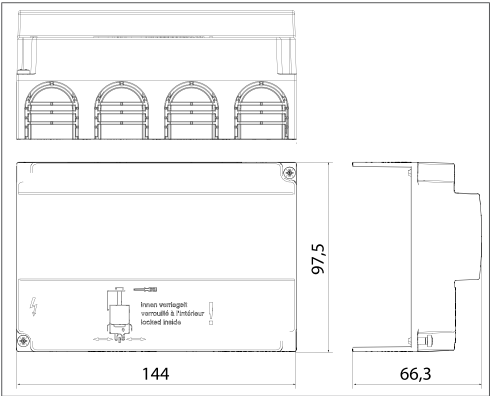 innen verriegelt
verrouillé à l'intérieur
locked inside
!
97,5
144
66,3